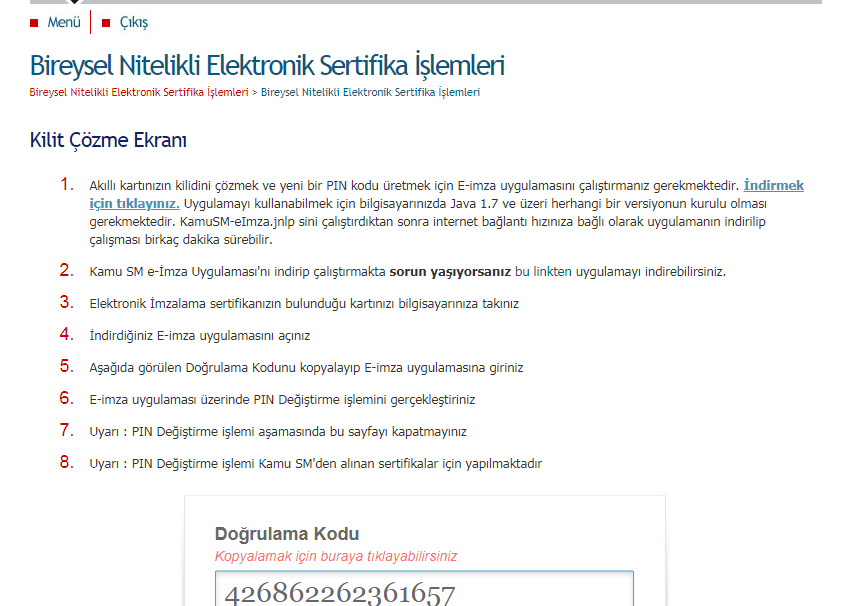 Menü Çıkış
Bireysel Nitelikli Elektronik Sertifika İşlemleri
Bireysel Nitelikli Elektronik Sertifika İşlemleri > Bireysel Nitelikli Elektronik Sertifika İşlemleri
Kilit Çözme Ekranı
1. Akıllı kartınızın kilidini çözmek ve yeni bir PIN kodu üretmek için E-imza uygulamasını çalıştırmanız gerekmektedir. İndirmek
için tıklayınız. Uygulamayı kullanabilmek için bilgisayarınızda Java 1.7 ve üzeri herhangi bir versiyonun kurulu olması
gerekmektedir. KamuSM-eImza.jnlp sini çalıştırdıktan sonra internet bağlantı hızınıza bağlı olarak uygulamanın indirilip
çalışması birkaç dakika sürebilir.
2. Kamu SM e-İmza Uygulaması'nı indirip çalıştırmakta sorun yaşıyorsanız bu linkten uygulamayı indirebilirsiniz.
3. Elektronik İmzalama sertifikanızın bulunduğu kartınızı bilgisayarınıza takınız
4. İndirdiğiniz E-imza uygulamasını açınız
5. Aşağıda görülen Doğrulama Kodunu kopyalayıp E-imza uygulamasına giriniz
6. E-imza uygulaması üzerinde PIN Değiştirme işlemini gerçekleştiriniz
7. Uyarı : PIN Değiştirme işlemi aşamasında bu sayfayı kapatmayınız
8. Uyarı : PIN Değiştirme işlemi Kamu SM'den alınan sertifikalar için yapılmaktadır
Doğrulama Kodu
Kopyalamak için buraya tıklayabilirsiniz
426862262361657